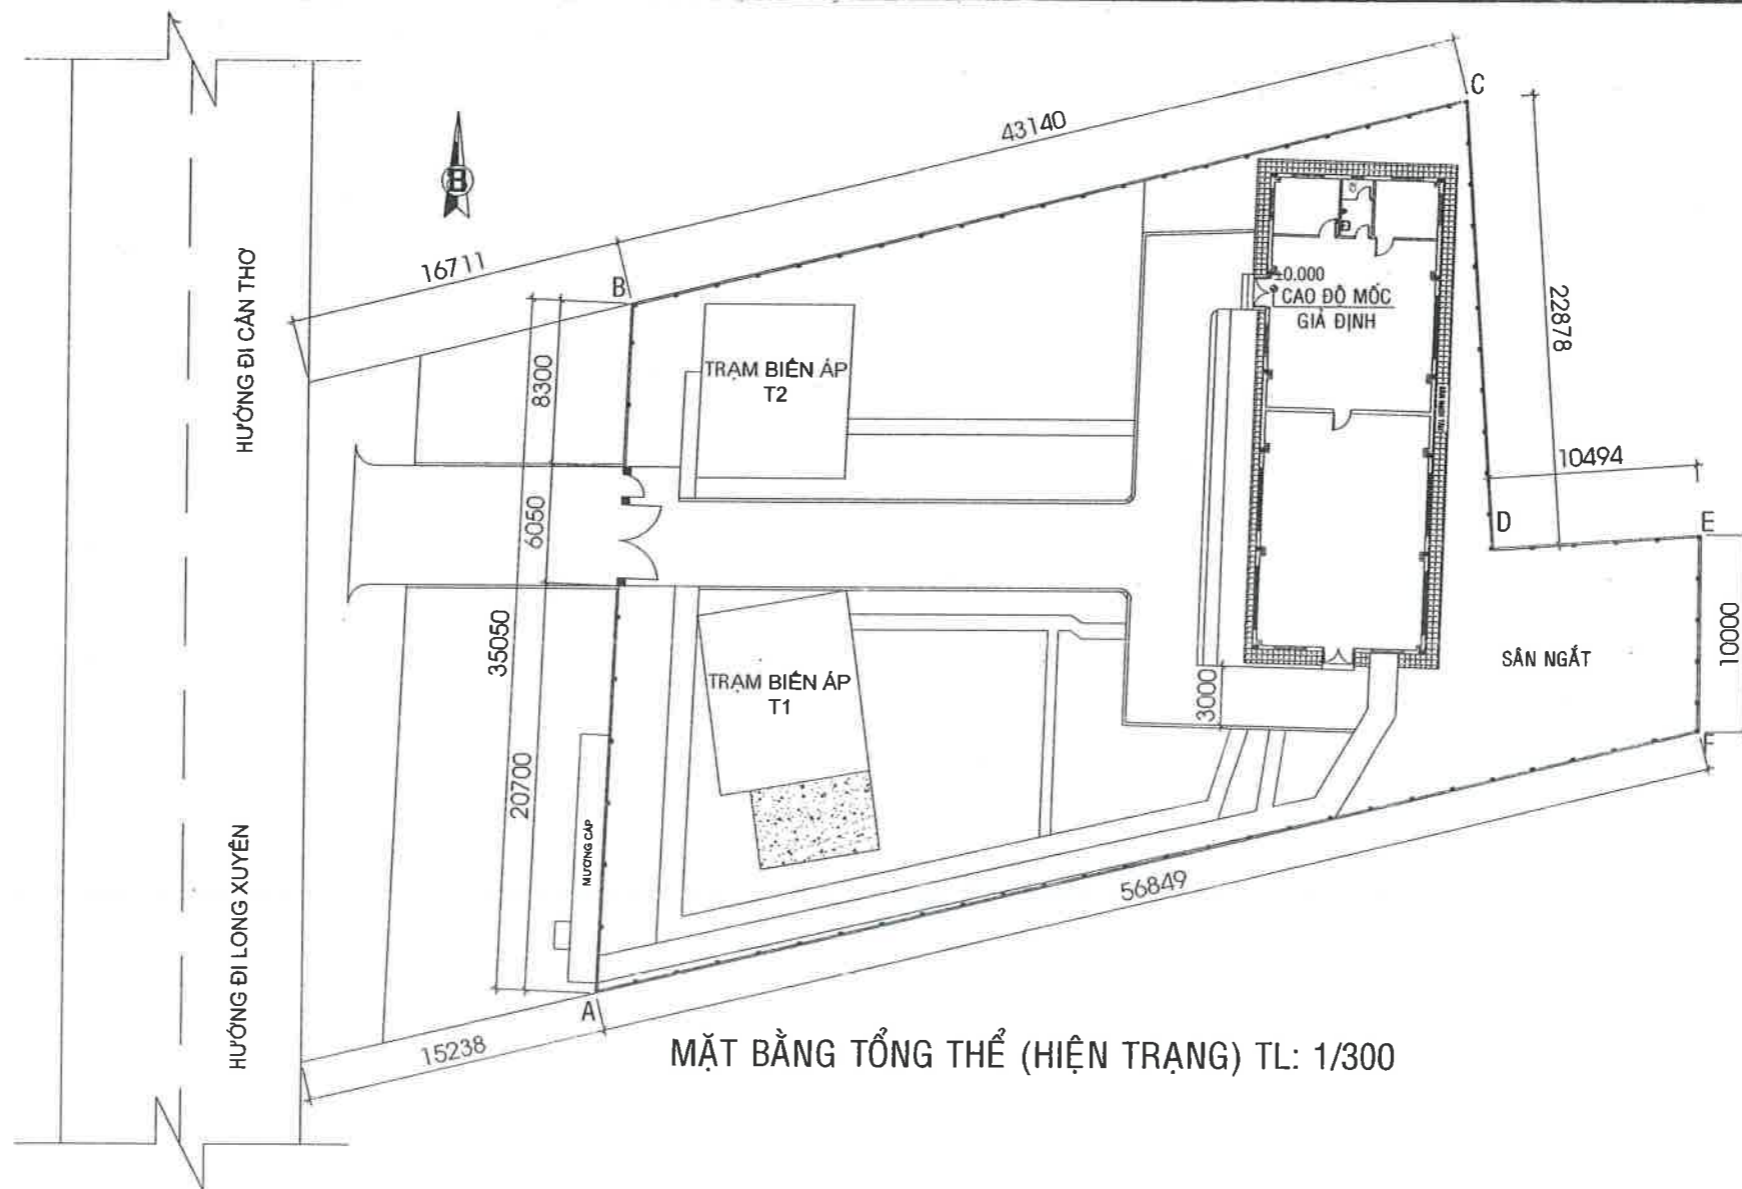 C
43140
B
16711
B
HƯỚNG ĐI CẦN THƠ
±0.000
CAO ĐỘ MỐC
GIẢ ĐỊNH
22878
8300
TRẠM BIẾN ÁP
T2
10494
D
E
6050
35050
10000
SÂN NGẮT
TRẠM BIẾN ÁP
T1
3000
F
20700
MƯƠNG CÁP
HƯỚNG ĐI LONG XUYÊN
56849
A
15238
MẶT BẰNG TỔNG THỂ (HIỆN TRẠNG) TL: 1/300